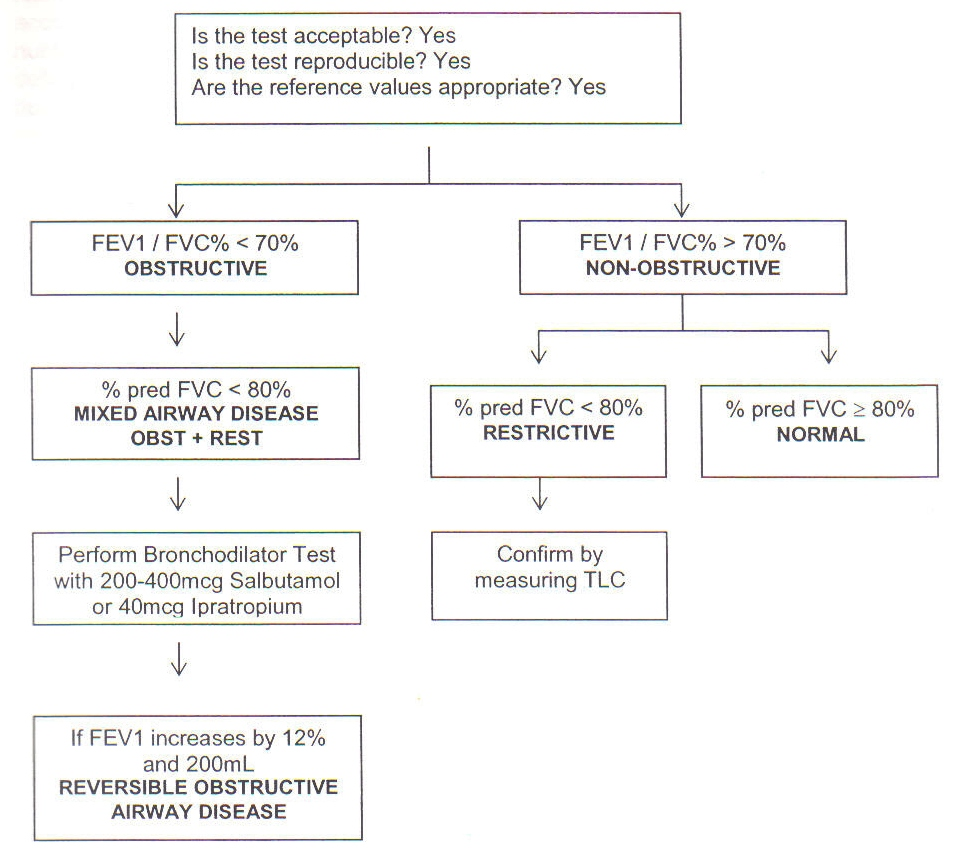 Is the test acceptable? Yes
Is the test reproducible? Yes
Are the reference values appropriate? Yes
FEV1 / FVC% < 70%
OBSTRUCTIVE
FEV1 / FVC% > 70%
NON-OBSTRUCTIVE
% pred FVC < 80%
MIXED AIRWAY DISEASE
OBST + REST
% pred FVC < 80%
RESTRICTIVE
% pred FVC ≥ 80%
NORMAL
Perform Bronchodilator Test
with 200-400mcg Salbutamol
or 40mcg Ipratropium
Confirm by
measuring TLC
If FEV1 increases by 12%
and 200mL
REVERSIBLE OBSTRUCTIVE
AIRWAY DISEASE